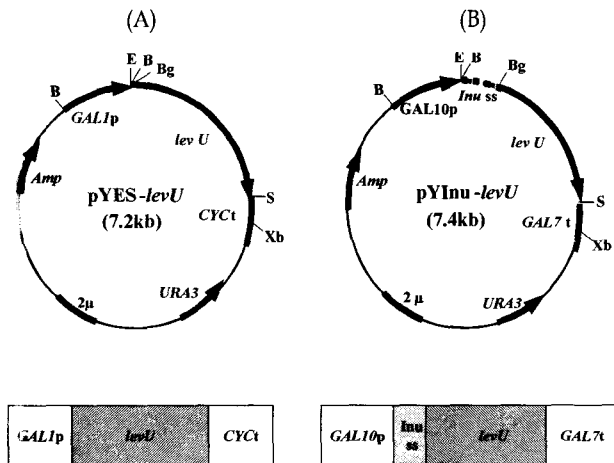 (A)
(B)
E B Bg
B
GAL1p
lev U
Amp
pYES-levU
(7.2kb)
S
CYCt
Xb
URA3
2μ
E B Bg
B
Inu ss
GAL10p
lev U
Amp
pYInu-levU
(7.4kb)
S
GAL7 t
Xb
URA3
2 μ
GAL1p levU CYCt
GAL10p Inu ss levU GAL7t